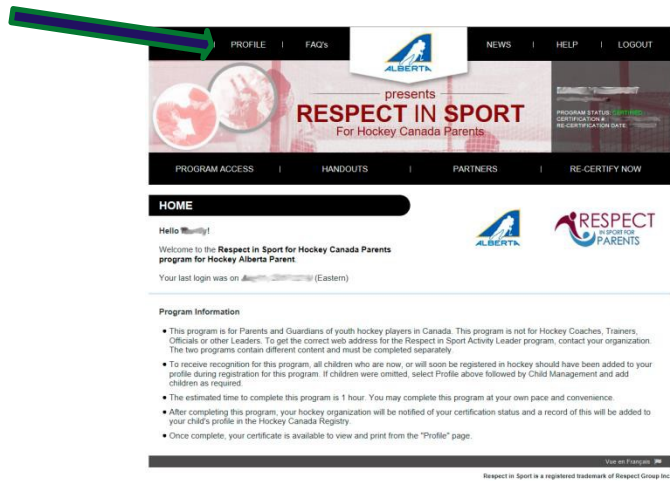 | PROFILE | FAQ's NEWS | HELP | LOGOUT
ALBERTA
presents
RESPECT IN SPORT
For Hockey Canada Parents
PROGRAM STATUS: CERTIFIED
CERTIFICATION #:
RE-CERTIFICATION DATE:
PROGRAM ACCESS | HANDOUTS | PARTNERS | RE-CERTIFY NOW
HOME
Hello !
Welcome to the Respect in Sport for Hockey Canada Parents
program for Hockey Alberta Parent.
Your last login was on (Eastern)
ALBERTA
RESPECT
IN SPORT FOR
PARENTS
Program Information
• This program is for Parents and Guardians of youth hockey players in Canada. This program is not for Hockey Coaches, Trainers,
Officials or other Leaders. To get the correct web address for the Respect in Sport Activity Leader program, contact your organization.
The two programs contain different content and must be completed separately
• To receive recognition for this program, all children who are now, or will soon be registered in hockey should have been added to your
profile during registration for this program. If children were omitted, select Profile above followed by Child Management and add
children as required.
• The estimated time to complete this program is 1 hour. You may complete this program at your own pace and convenience.
• After completing this program, your hockey organization will be notified of your certification status and a record of this will be added to
your child's profile in the Hockey Canada Registry.
• Once complete, your certificate is available to view and print from the "Profile" page.
Vue en Français
Respect in Sport is a registered trademark of Respect Group Inc